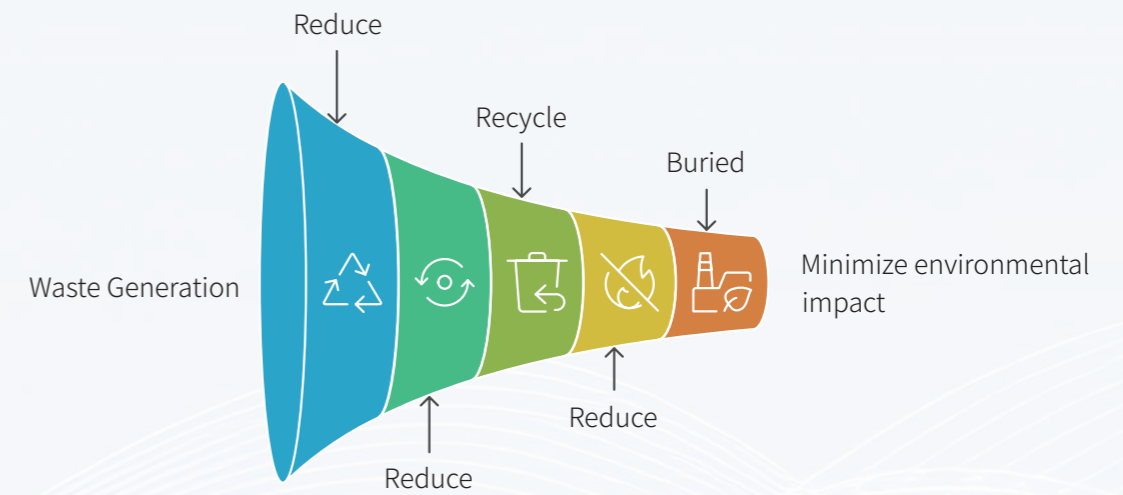 Reduce
Recycle
Buried
Waste Generation
Minimize environmental
impact
Reduce
Reduce